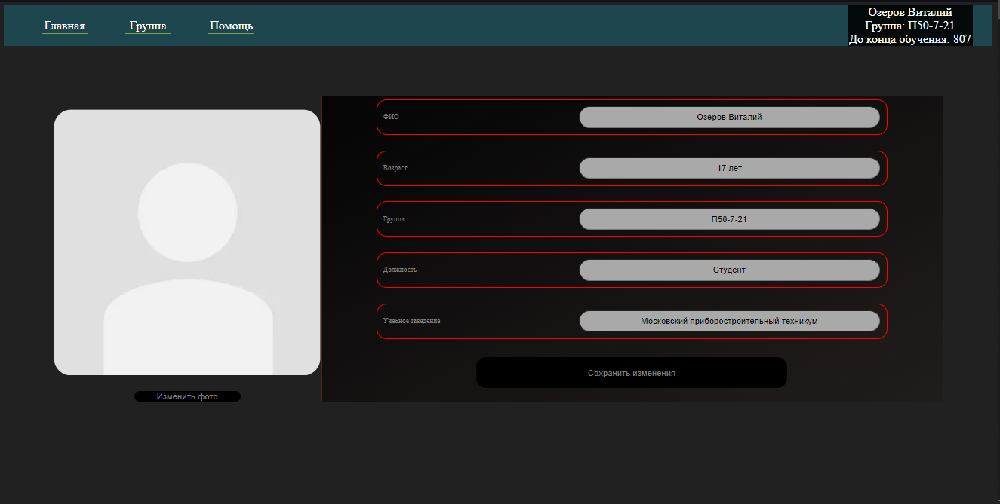 Главная Группа Помощь
Озеров Виталий
Группа: П50-7-21
До конца обучения: 807
ФИО Озеров Виталий
Возраст 17 лет
Группа П50-7-21
Должность Студент
Учебное заведение Московский приборостроительный техникум
Сохранить изменения
Изменить фото